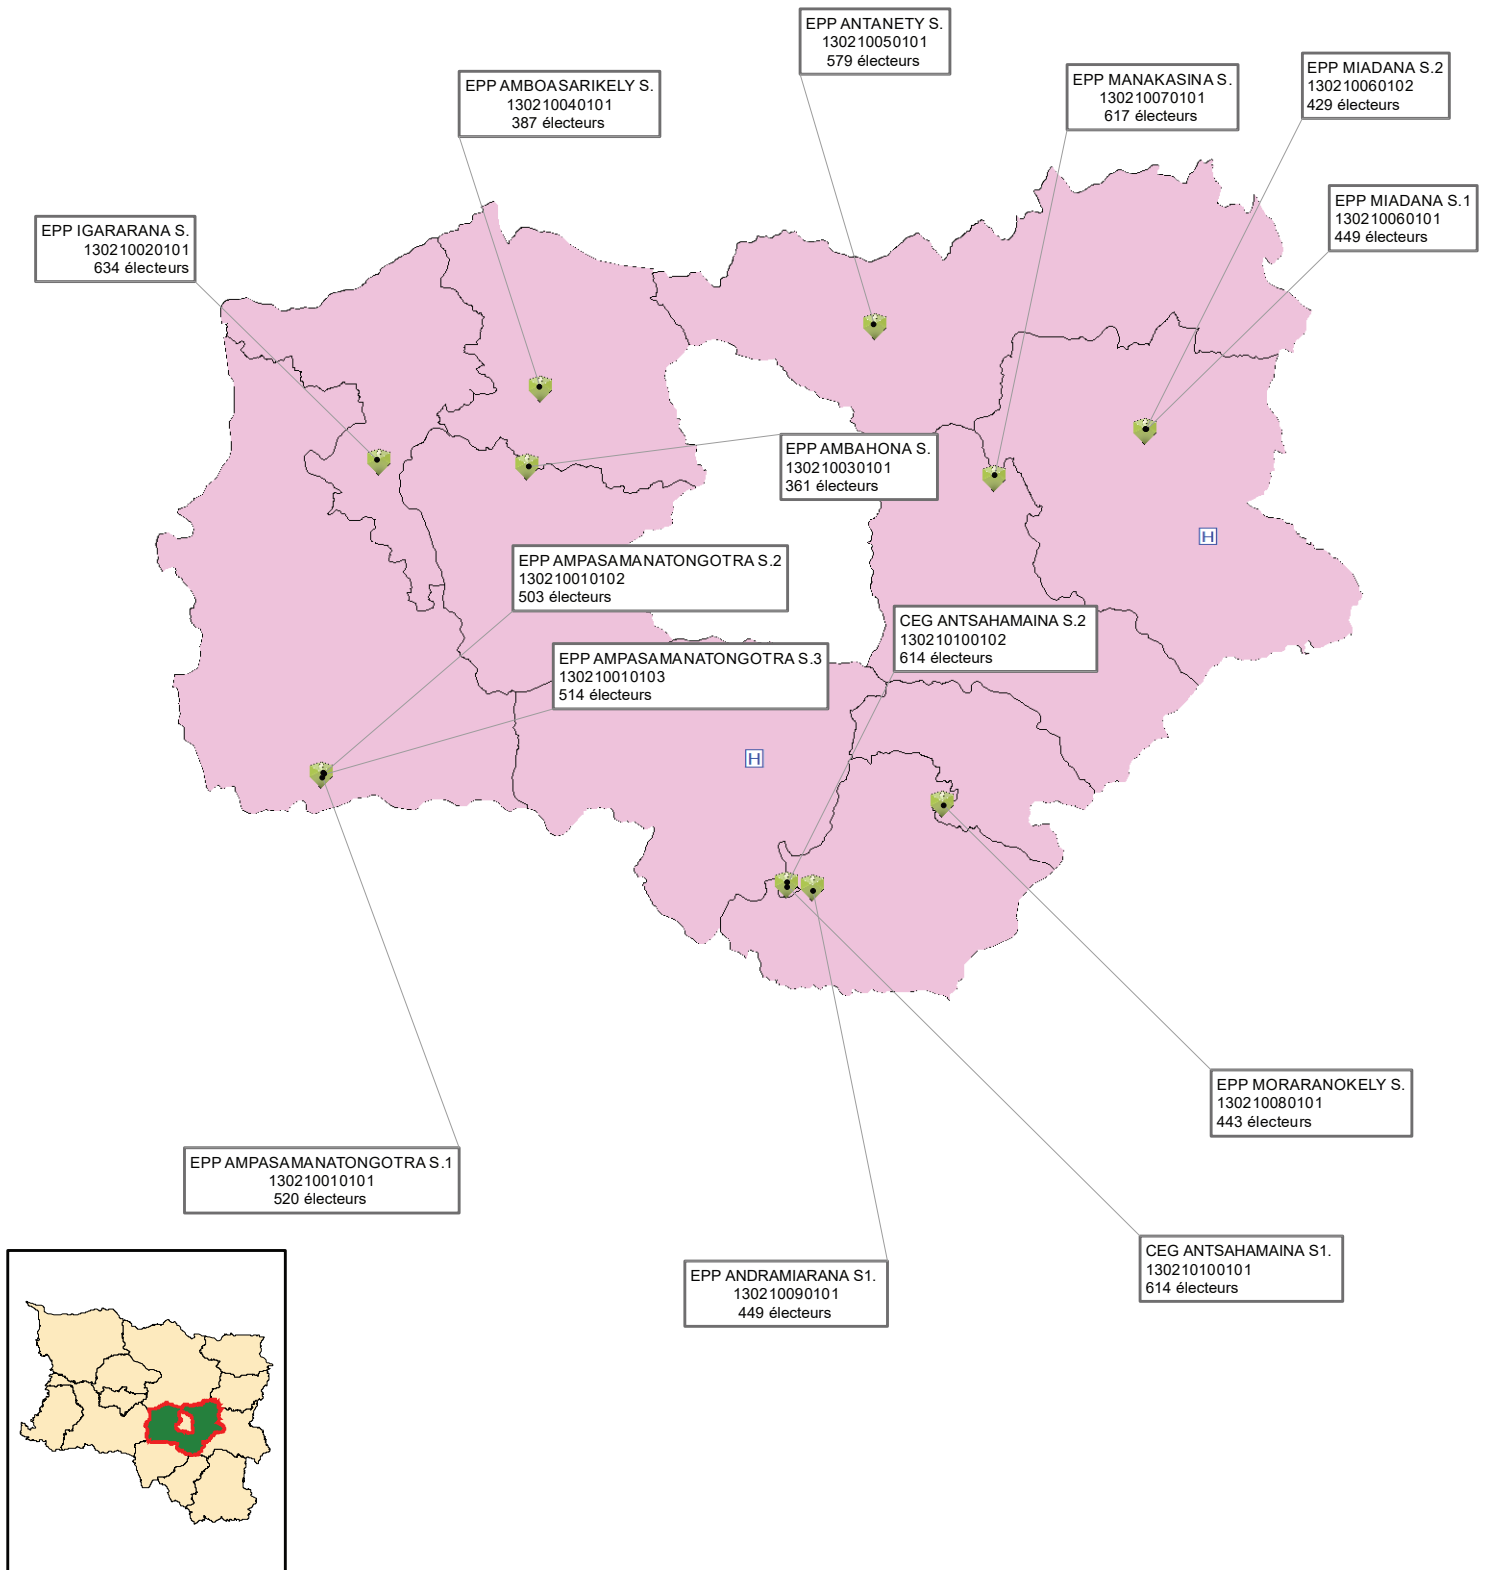 EPP ANTANETY S.
130210050101
579 électeurs
EPP MANAKASINA S.
130210070101
617 électeurs
EPP MIADANA S.2
130210060102
429 électeurs
EPP AMBOASARIKELY S.
130210040101
387 électeurs
EPP MIADANA S.1
130210060101
449 électeurs
EPP IGARARANA S.
130210020101
634 électeurs
EPP AMBAHONA S.
130210030101
361 électeurs
H
EPP AMPASAMANATONGOTRA S.2
130210010102
503 électeurs
CEG ANTSAHAMAINA S.2
130210100102
614 électeurs
EPP AMPASAMANATONGOTRA S.3
130210010103
514 électeurs
H
EPP MORARANOKELY S.
130210080101
443 électeurs
EPP AMPASAMANATONGOTRA S.1
130210010101
520 électeurs
CEG ANTSAHAMAINA S1.
130210100101
614 électeurs
EPP ANDRAMIARANA S1.
130210090101
449 électeurs